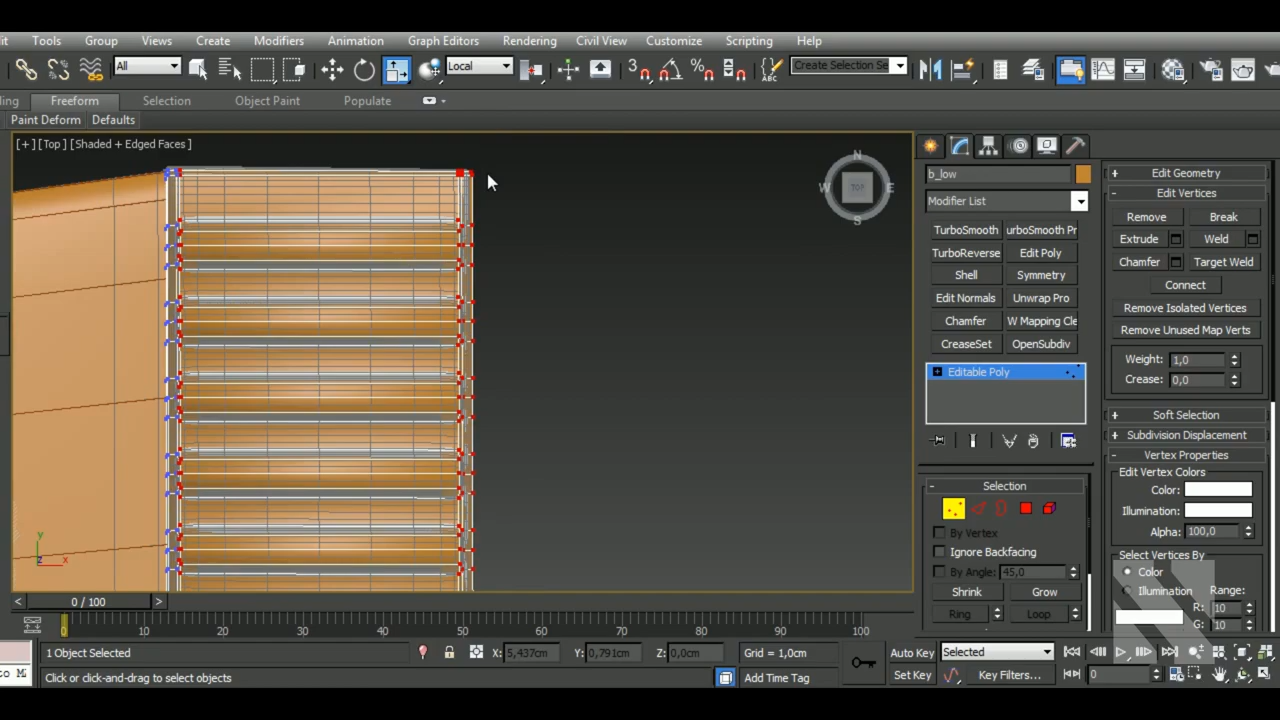 it Tools Group Views Create Modifiers Animation Graph Editors Rendering Civil View Customize Scripting Help
All Local 3 ABC Create Selection Se
ling Freeform Selection Object Paint Populate
Paint Deform Defaults
[+] [Top] [Shaded + Edged Faces ]
N W TOP E S
y z x
b_low
Modifier List
TurboSmooth urboSmooth Pr
TurboReverse Edit Poly
Shell Symmetry
Edit Normals Unwrap Pro
Chamfer W Mapping Cle
CreaseSet OpenSubdiv
Editable Poly
- Selection
By Vertex
Ignore Backfacing
By Angle: 45,0
Shrink Grow
Ring Loop
+ Edit Geometry
- Edit Vertices
Remove Break
Extrude Weld
Chamfer Target Weld
Connect
Remove Isolated Vertices
Remove Unused Map Verts
Weight: 1,0
Crease: 0,0
+ Soft Selection
+ Subdivision Displacement
- Vertex Properties
Edit Vertex Colors
Color:
Illumination:
Alpha: 100,0
Select Vertices By
Color
Illumination Range:
R: 10
G: 10
< 0 / 100 >
0 10 20 30 40 50 60 70 80 90 100
1 Object Selected X: 5,437cm Y: 0,791cm Z: 0,0cm Grid = 1,0cm Auto Key Selected
to Mi Click or click-and-drag to select objects Add Time Tag Set Key Key Filters... 0